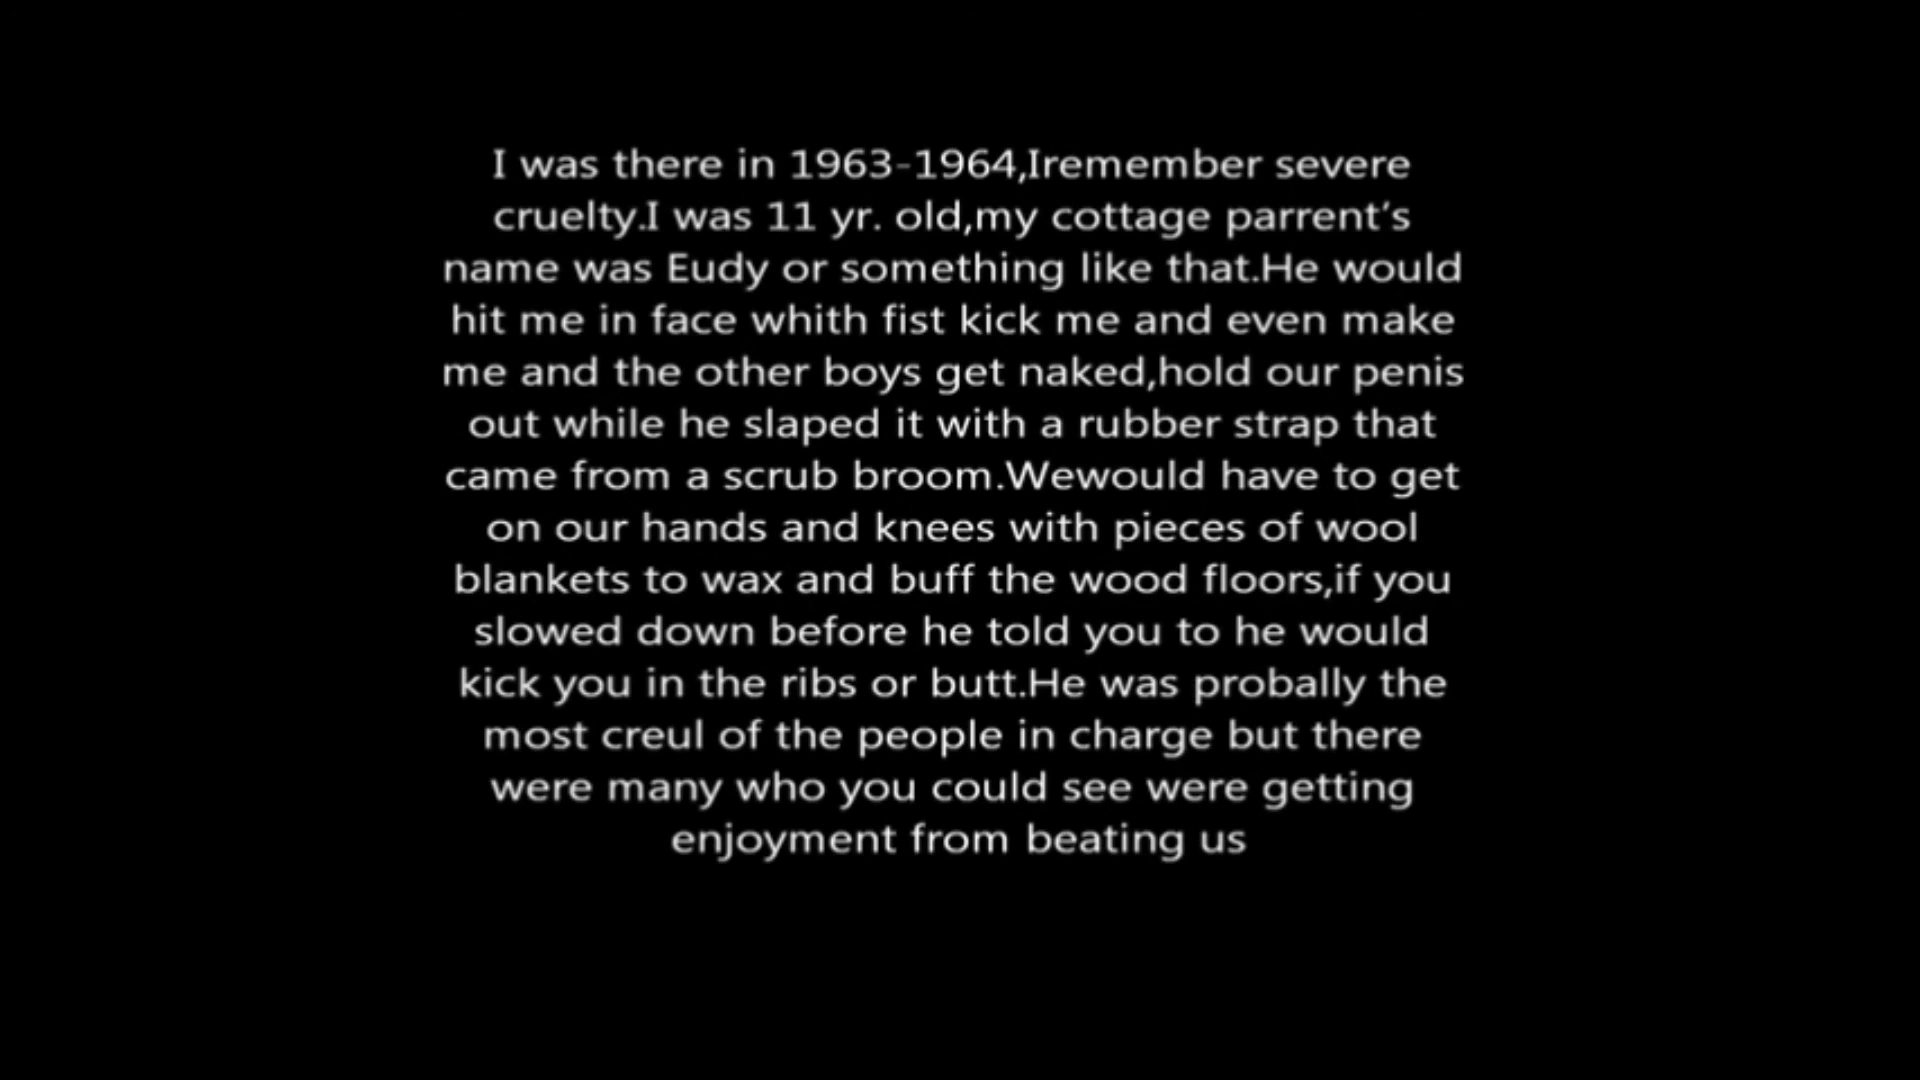 I was there in 1963-1964,Iremember severe
cruelty.I was 11 yr. old,my cottage parrent’s
name was Eudy or something like that.He would
hit me in face whith fist kick me and even make
me and the other boys get naked,hold our penis
out while he slaped it with a rubber strap that
came from a scrub broom.Wewould have to get
on our hands and knees with pieces of wool
blankets to wax and buff the wood floors,if you
slowed down before he told you to he would
kick you in the ribs or butt.He was probally the
most creul of the people in charge but there
were many who you could see were getting
enjoyment from beating us